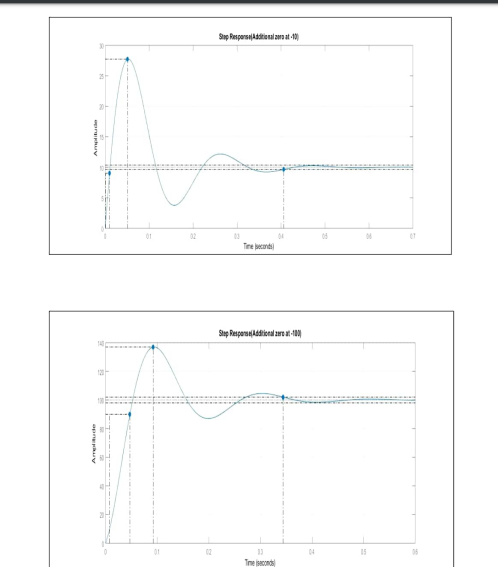 Step Response(Additional zero at -10)
30
25
20
15
10
5
0
Amplitude
0 0.1 0.2 0.3 0.4 0.5 0.6 0.7
Time (seconds)
Step Response(Additional zero at -100)
140
120
100
80
60
40
20
0
Amplitude
0 0.1 0.2 0.3 0.4 0.5 0.6
Time (seconds)